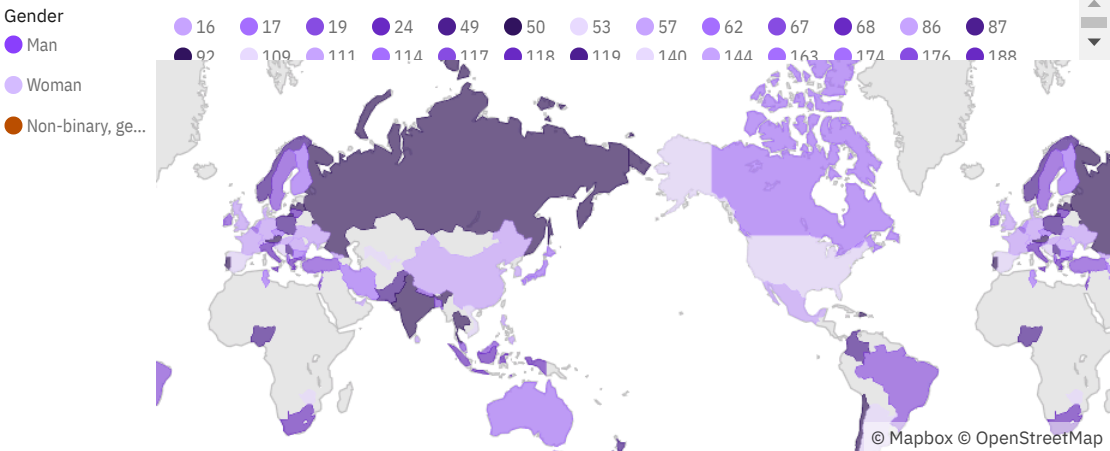 Gender
Man
Woman
Non-binary, ge...
16 17 19 24 49 50 53 57 62 67 68 86 87
92 109 111 114 117 118 119 140 144 163 174 176 188
© Mapbox © OpenStreetMap